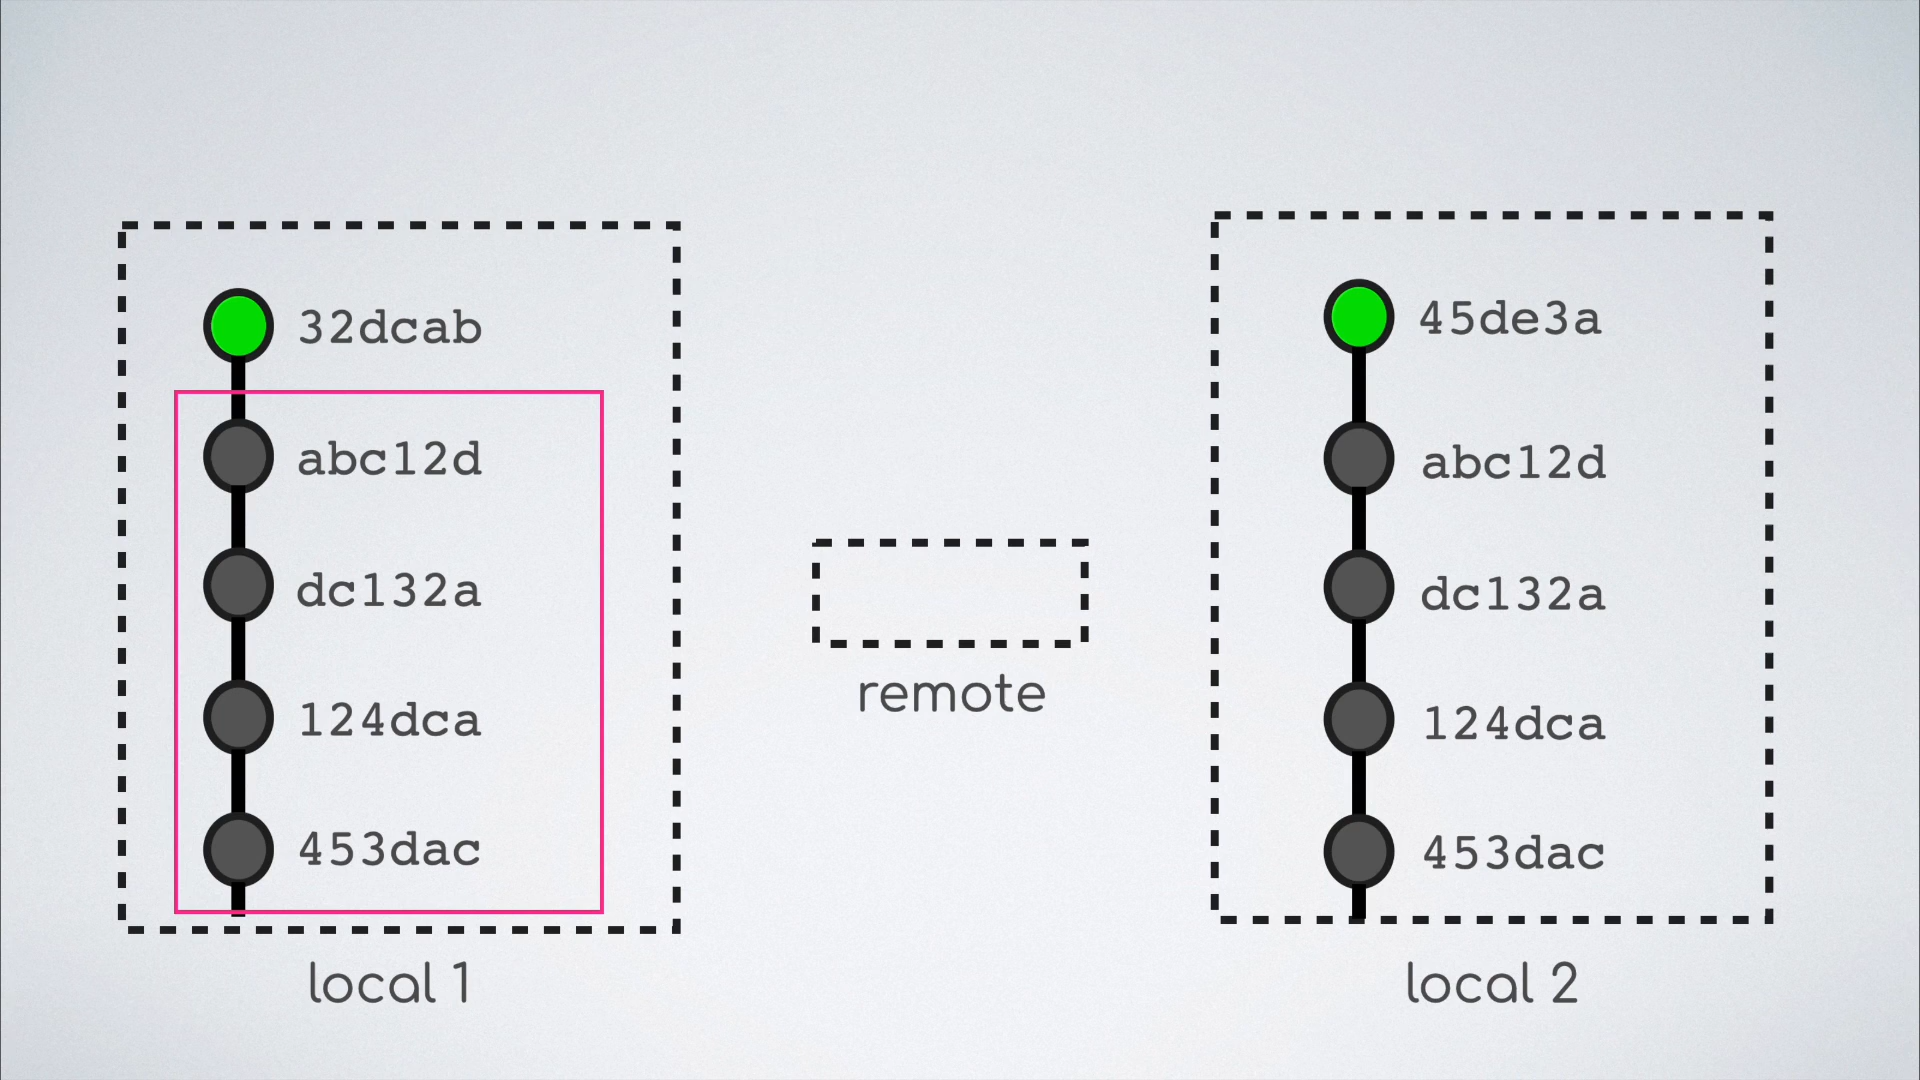 32dcab
abc12d
dc132a
124dca
453dac
local 1
remote
45de3a
abc12d
dc132a
124dca
453dac
local 2